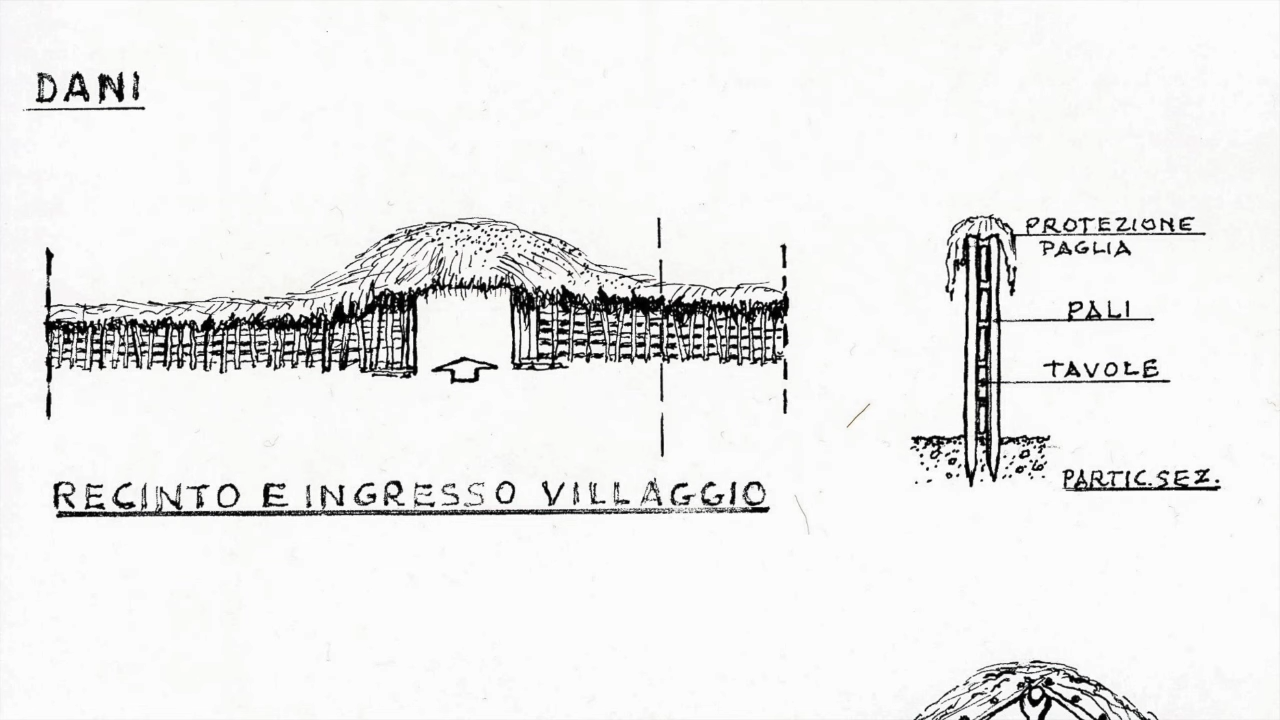 DANI
PROTEZIONE
PAGLIA
PALI
TAVOLE
PARTIC. SEZ.
RECINTO E INGRESSO VILLAGGIO